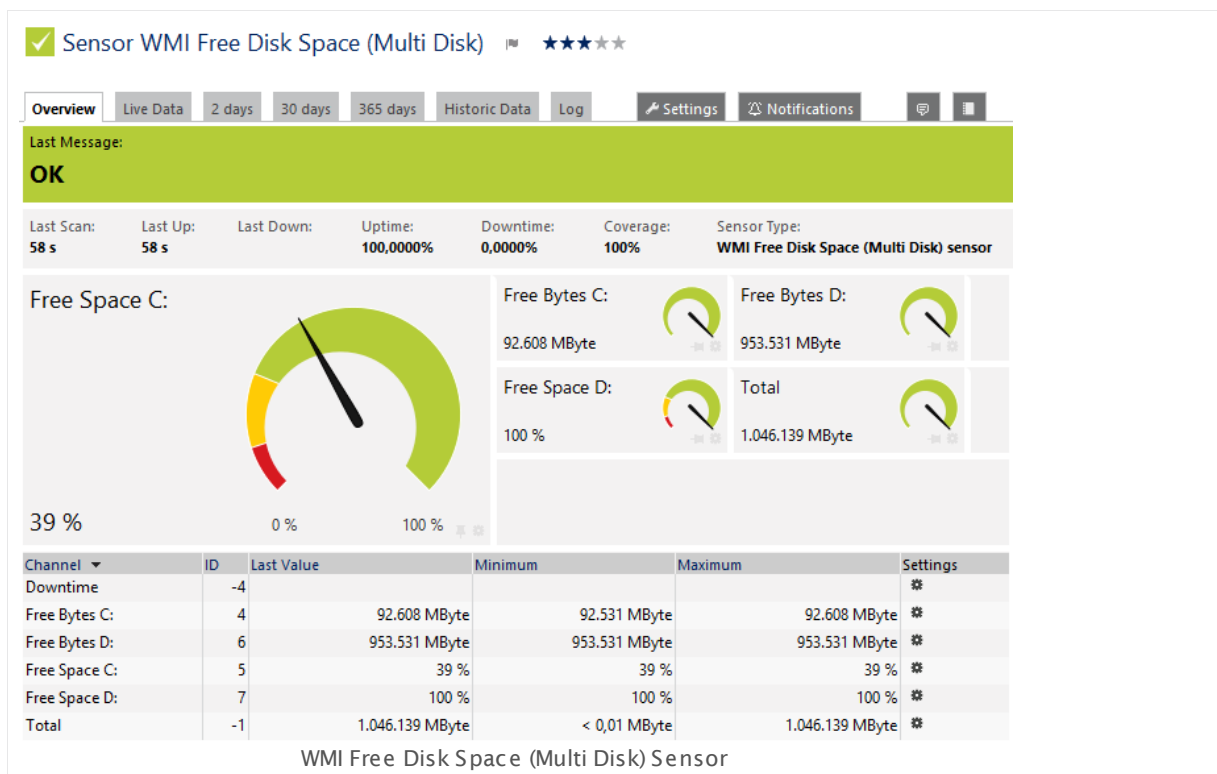 Sensor WMI Free Disk Space (Multi Disk)
Overview Live Data 2 days 30 days 365 days Historic Data Log Settings Notifications
Last Message:
OK
Last Scan: Last Up: Last Down: Uptime: Downtime: Coverage: Sensor Type:
58 s 58 s 100,0000% 0,0000% 100% WMI Free Disk Space (Multi Disk) sensor
Free Space C:
39 %
0 % 100 %
Free Bytes C:
92.608 MByte
Free Bytes D:
953.531 MByte
Free Space D:
100 %
Total
1.046.139 MByte
Channel ID Last Value Minimum Maximum Settings
Downtime -4
Free Bytes C: 4 92.608 MByte 92.531 MByte 92.608 MByte
Free Bytes D: 6 953.531 MByte 953.531 MByte 953.531 MByte
Free Space C: 5 39 % 39 % 39 %
Free Space D: 7 100 % 100 % 100 %
Total -1 1.046.139 MByte < 0,01 MByte 1.046.139 MByte
WMI Free Disk Space (Multi Disk) Sensor